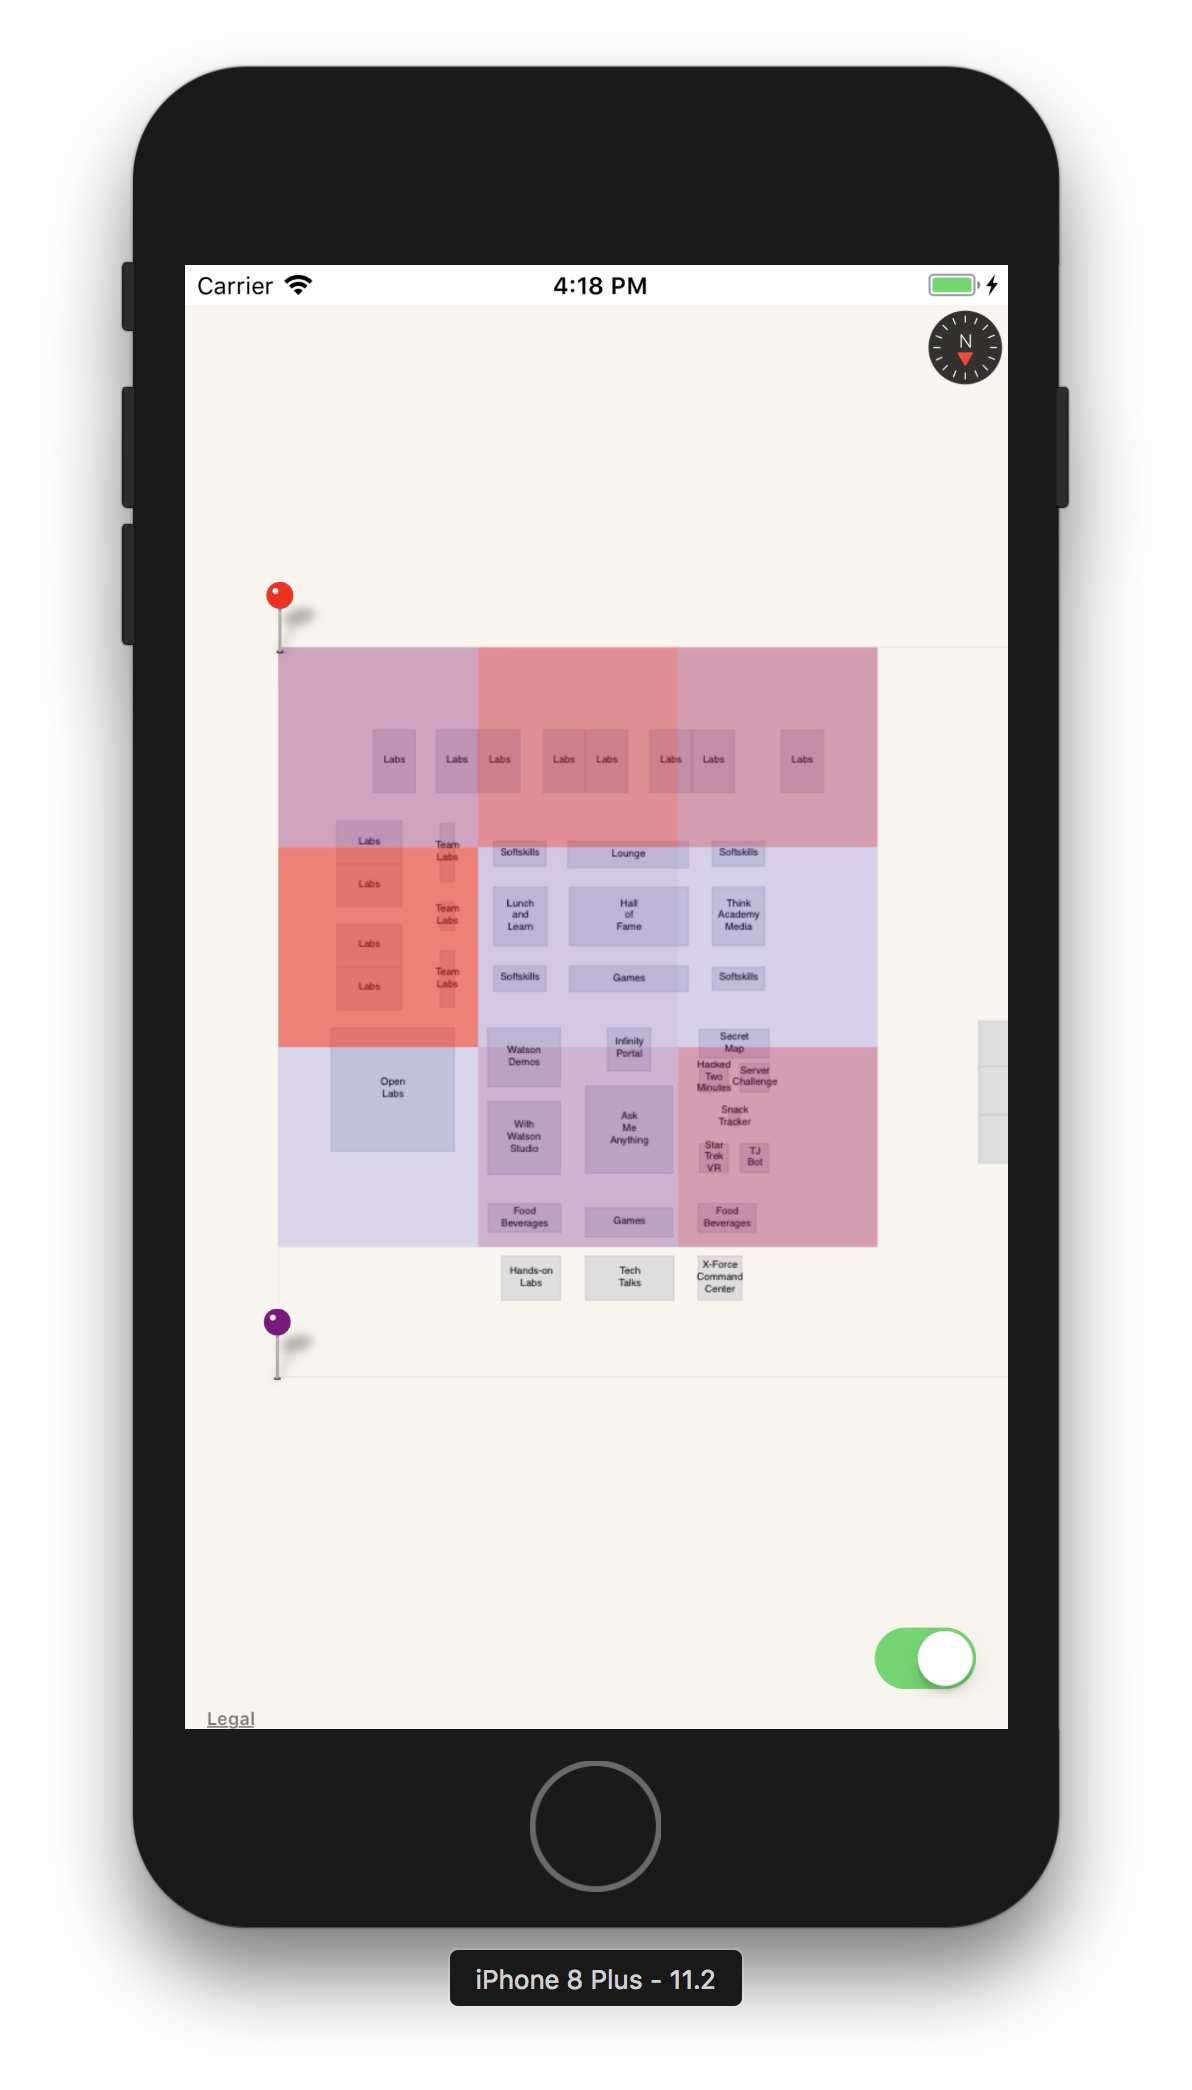 Carrier
4:18 PM
N
Labs
Labs
Labs
Labs
Labs
Labs
Labs
Labs
Labs
Team
Labs
Softskills
Lounge
Softskills
Labs
Team
Labs
Lunch
and
Learn
Hall
of
Fame
Think
Academy
Media
Labs
Labs
Team
Labs
Softskills
Games
Softskills
Open
Labs
Watson
Demos
Infinity
Portal
Secret
Map
Hacked
Two
Minutes
Server
Challenge
With
Watson
Studio
Ask
Me
Anything
Snack
Tracker
Star
Trek
VR
TJ
Bot
Food
Beverages
Games
Food
Beverages
Hands-on
Labs
Tech
Talks
X-Force
Command
Center
Legal
iPhone 8 Plus - 11.2